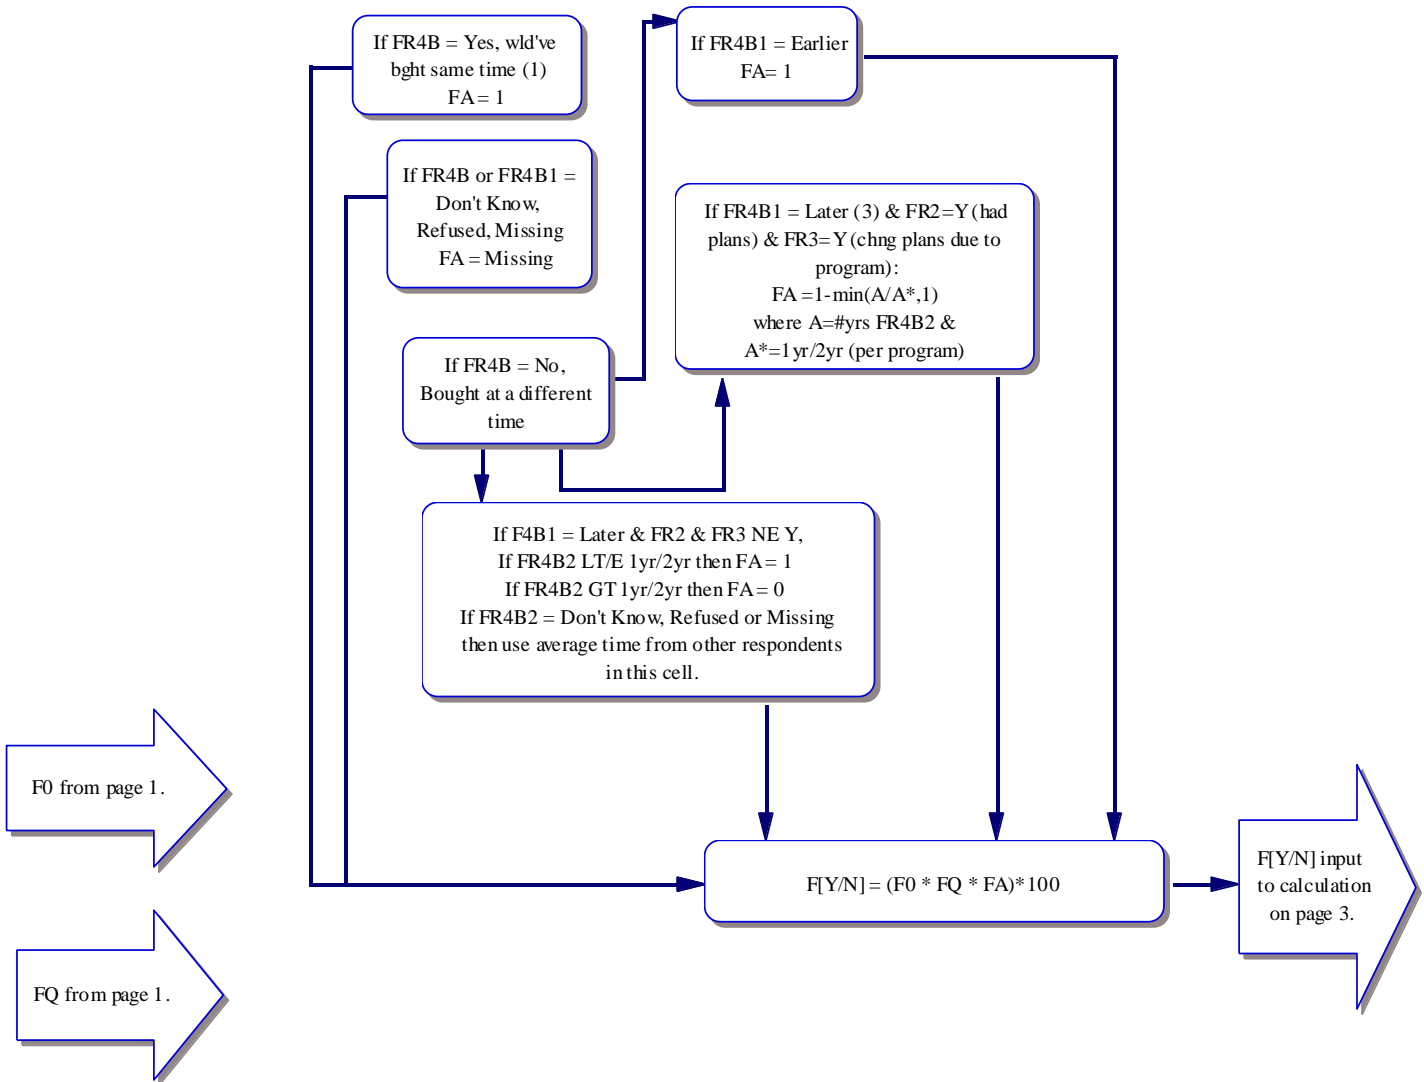 If FR4B = Yes, wld've
bght same time (1)
FA = 1
If FR4B1 = Earlier
FA= 1
If FR4B or FR4B1 =
Don't Know,
Refused, Missing
FA = Missing
If FR4B1 = Later (3) & FR2=Y (had
plans) & FR3=Y (chng plans due to
program):
FA =1-min(A/A*,1)
where A=#yrs FR4B2 &
A*=1yr/2yr (per program)
If FR4B = No,
Bought at a different
time
If F4B1 = Later & FR2 & FR3 NE Y,
If FR4B2 LT/E 1yr/2yr then FA = 1
If FR4B2 GT 1yr/2yr then FA = 0
If FR4B2 = Don't Know, Refused or Missing
then use average time from other respondents
in this cell.
F0 from page 1.
F[Y/N] = (F0 * FQ * FA)*100
F[Y/N] input
to calculation
on page 3.
FQ from page 1.